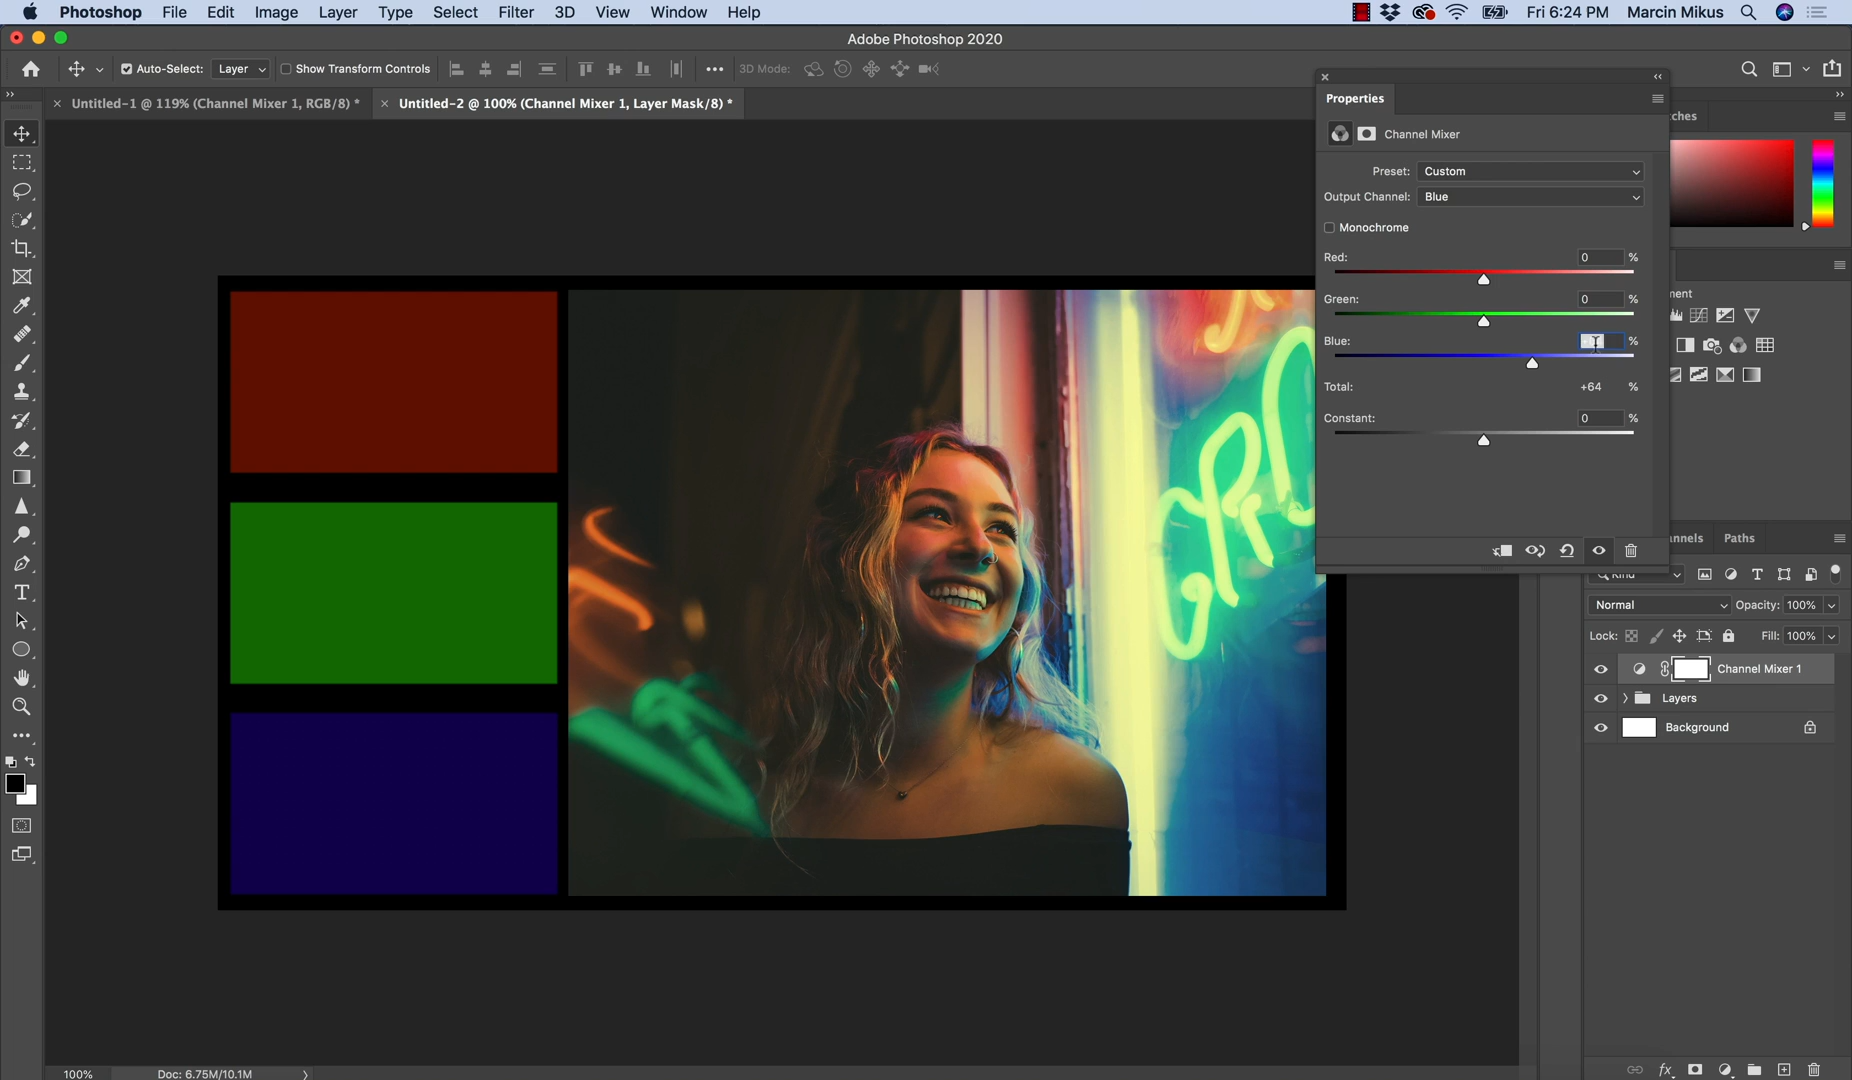 Photoshop File Edit Image Layer Type Select Filter 3D View Window Help Fri 6:24 PM Marcin Mikus
Adobe Photoshop 2020
Auto-Select: Layer Show Transform Controls 3D Mode:
Untitled-1 @ 119% (Channel Mixer 1, RGB/8) * Untitled-2 @ 100% (Channel Mixer 1, Layer Mask/8) *
Properties
Channel Mixer
Preset: Custom
Output Channel: Blue
Monochrome
Red: 0 %
Green: 0 %
Blue: %
Total: +64 %
Constant: 0 %
Paths
Kind
Normal Opacity: 100%
Lock: Fill: 100%
Channel Mixer 1
Layers
Background
100% Doc: 6.75M/10.1M